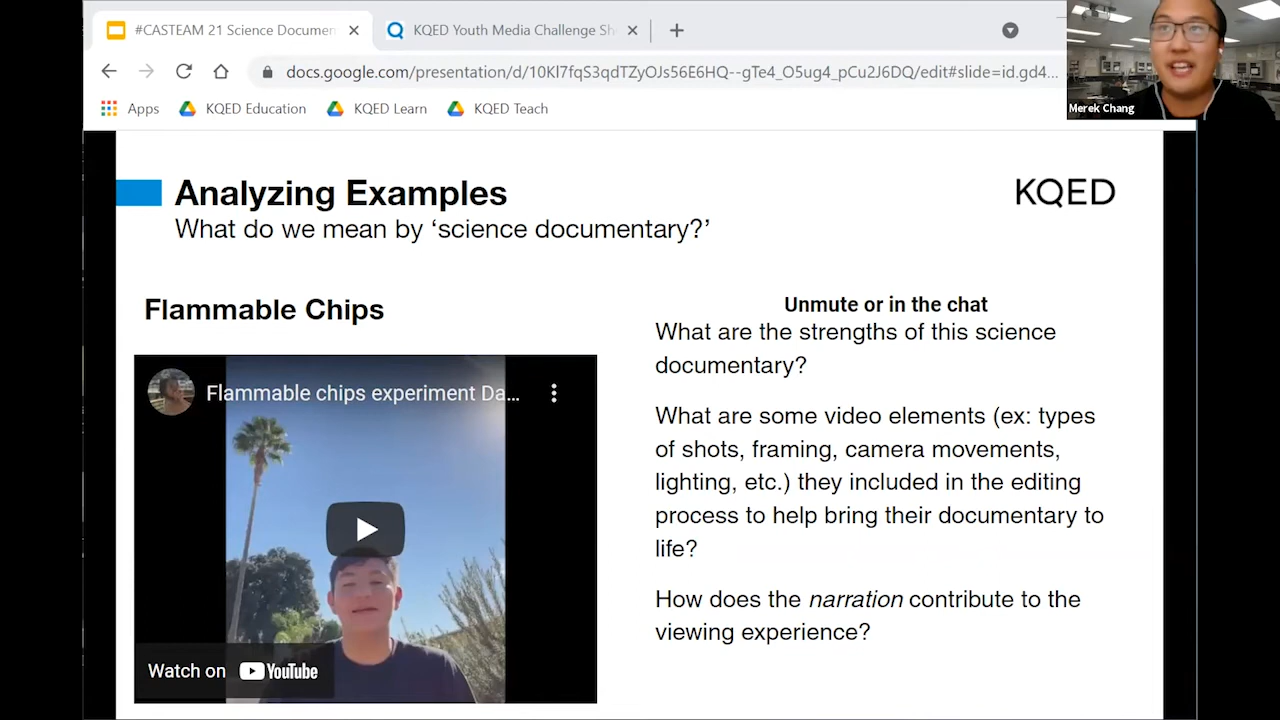 #CASTEAM 21 Science Documen
KQED Youth Media Challenge Sh
docs.google.com/presentation/d/10Kl7fqS3qdTZyOJs56E6HQ--gTe4_O5ug4_pCu2J6DQ/edit#slide=id.gd4...
Merek Chang
Apps
KQED Education
KQED Learn
KQED Teach
Analyzing Examples
KQED
What do we mean by ‘science documentary?’
Flammable Chips
Flammable chips experiment Da...
Watch on YouTube
Unmute or in the chat
What are the strengths of this science
documentary?
What are some video elements (ex: types
of shots, framing, camera movements,
lighting, etc.) they included in the editing
process to help bring their documentary to
life?
How does the narration contribute to the
viewing experience?